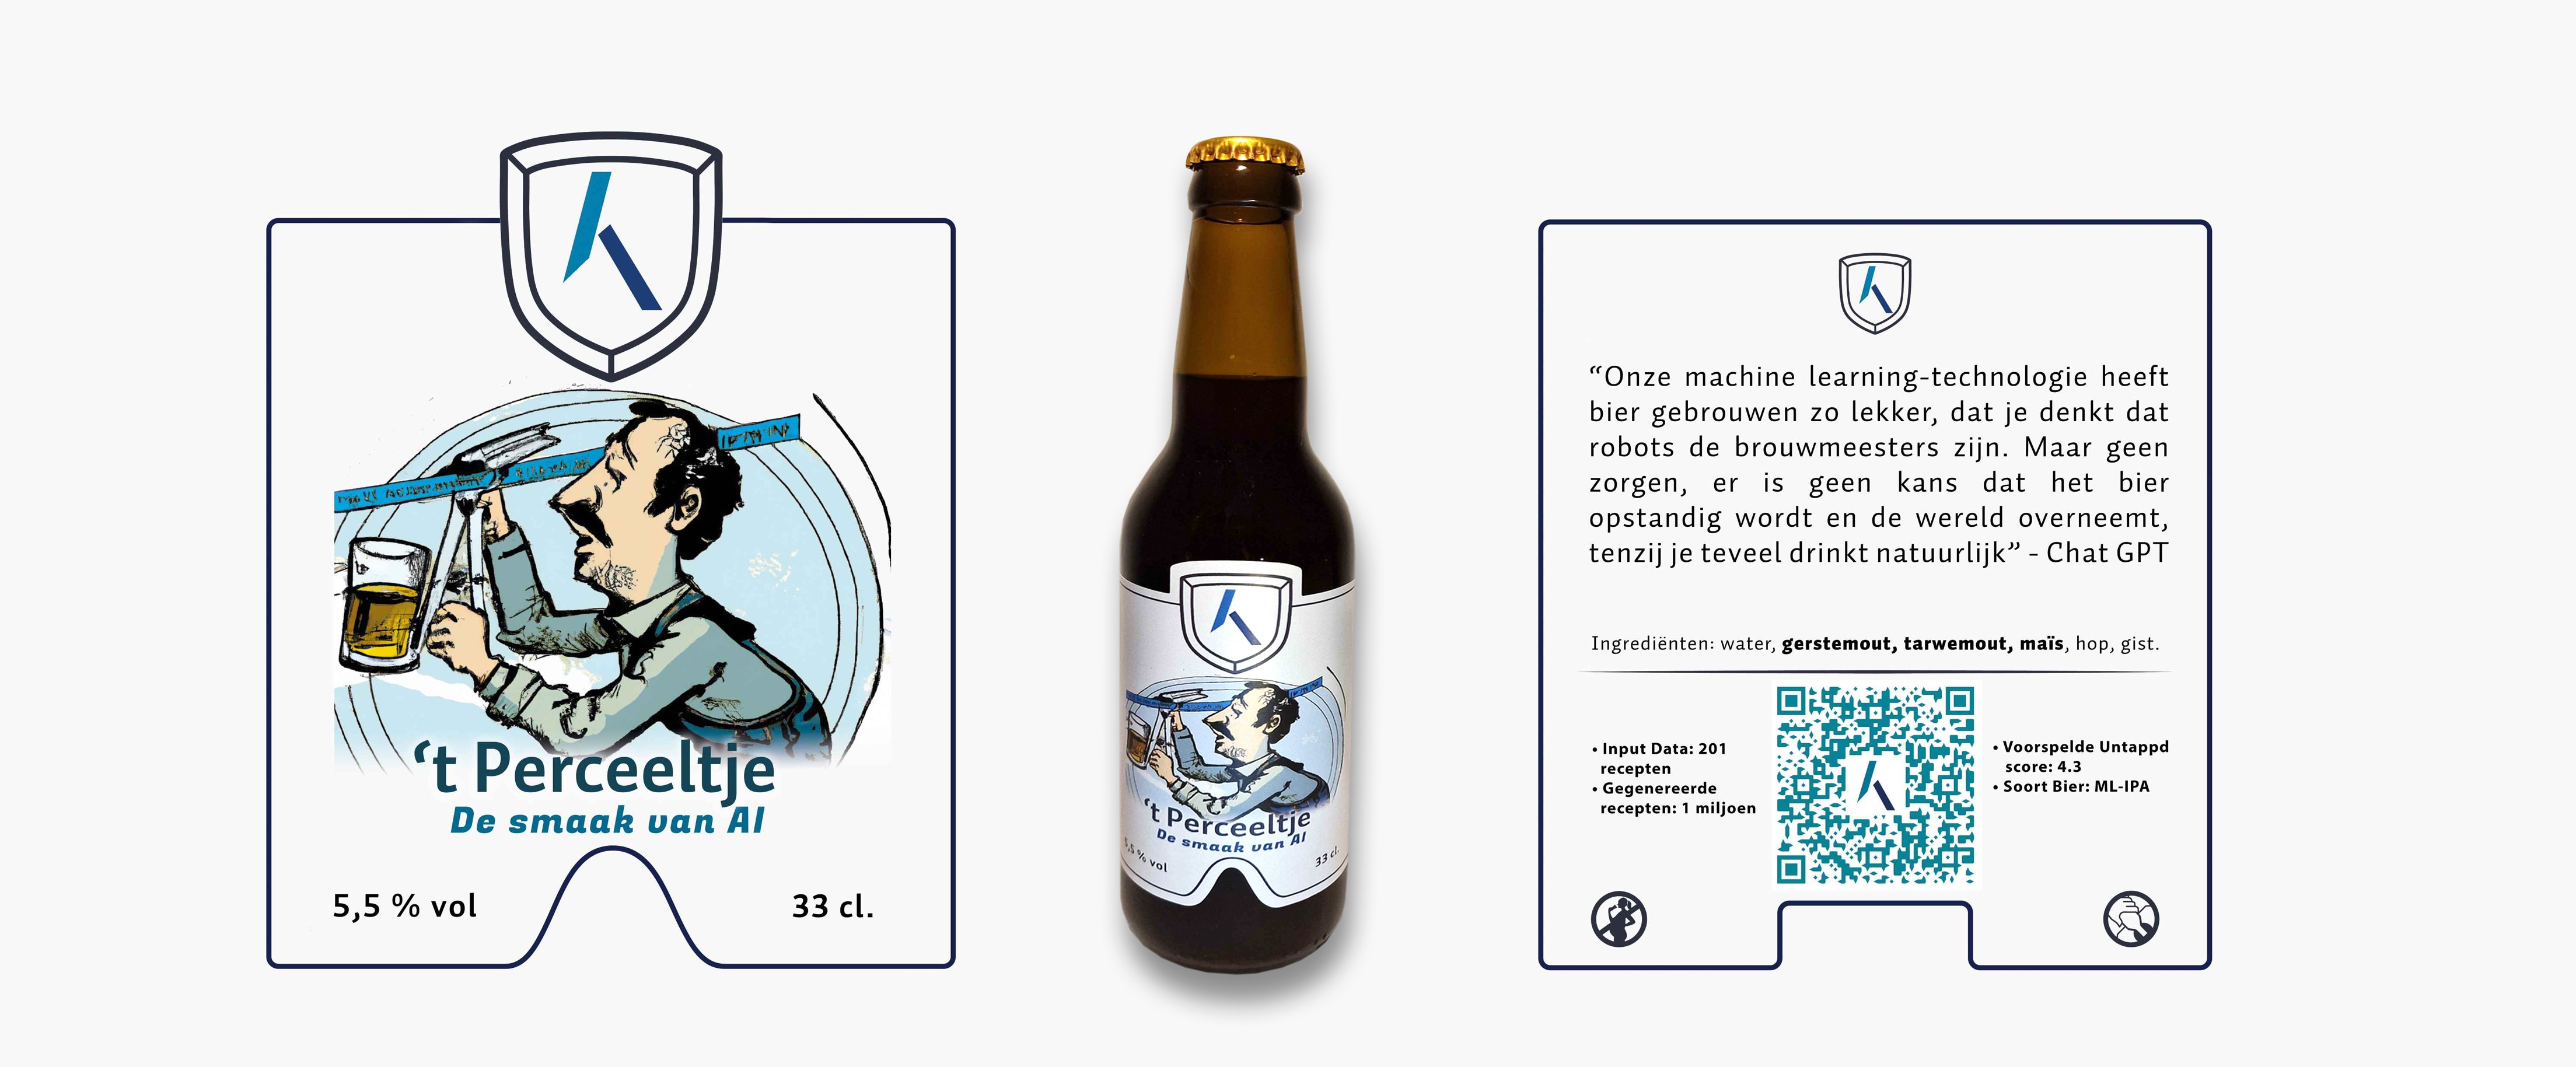 ‘t Perceeltje
De smaak van AI
5,5 % vol
33 cl.
‘t Perceeltje
De smaak van AI
5,5 % vol
33 cl.
“Onze machine learning-technologie heeft
bier gebrouwen zo lekker, dat je denkt dat
robots de brouwmeesters zijn. Maar geen
zorgen, er is geen kans dat het bier
opstandig wordt en de wereld overneemt,
tenzij je teveel drinkt natuurlijk” - Chat GPT
Ingrediënten: water, gerstemout, tarwemout, maïs, hop, gist.
• Input Data: 201
recepten
• Gegenereerde
recepten: 1 miljoen
• Voorspelde Untappd
score: 4.3
• Soort Bier: ML-IPA